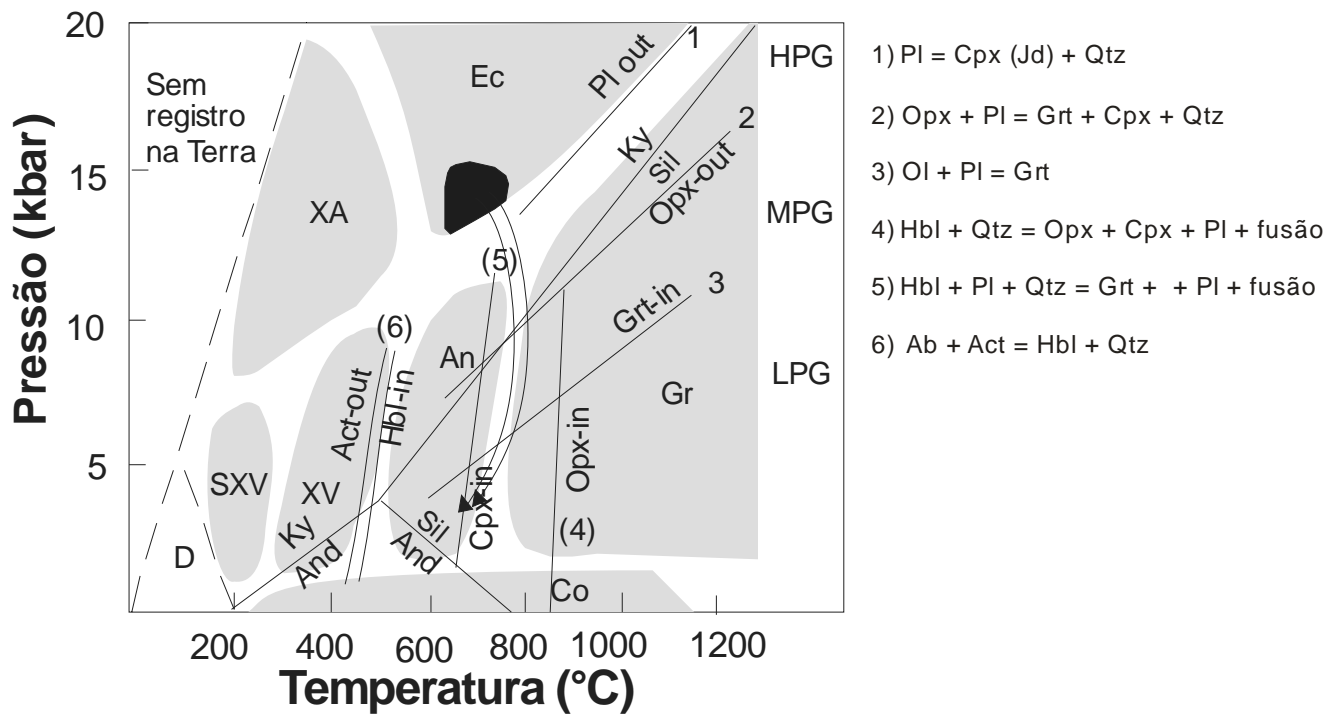 Pressão (kbar)
20
15
10
5
Sem
registro
na Terra
XA
Ec
Pl out
1
Ky
Sil
2
Opx-out
HPG
MPG
LPG
(5)
(6)
An
Grt-in
3
Act-out
Hbl-in
SXV
XV
Ky
And
Sil
And
Cpx-in
Opx-in
(4)
Gr
D
Co
200 400 600 800 1000 1200
Temperatura (°C)
1) Pl = Cpx (Jd) + Qtz
2) Opx + Pl = Grt + Cpx + Qtz
3) Ol + Pl = Grt
4) Hbl + Qtz = Opx + Cpx + Pl + fusão
5) Hbl + Pl + Qtz = Grt + + Pl + fusão
6) Ab + Act = Hbl + Qtz